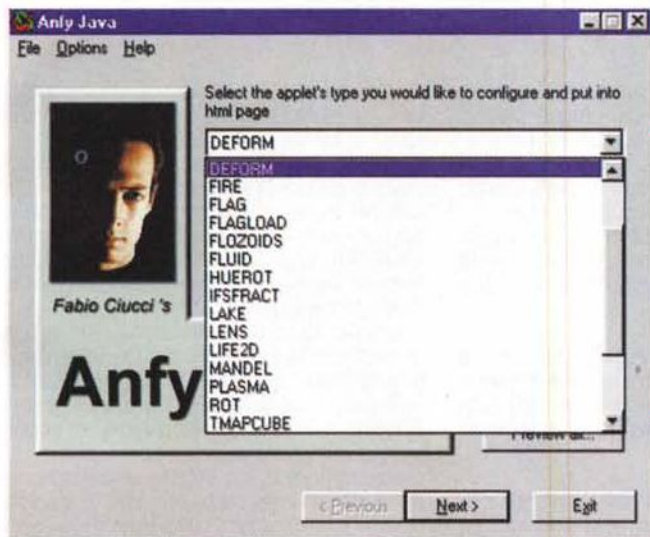 Anfy Java
File Options Help
Select the applet's type you would like to configure and put into
html page
DEFORM
DEFORM
FIRE
FLAG
FLAGLOAD
FLOZOIDS
FLUID
HUEROT
IFSFRACT
LAKE
LENS
LIFE2D
MANDEL
PLASMA
ROT
TMAPCUBE
Fabio Ciucci 's
Anfy
< Previous
Next >
Exit